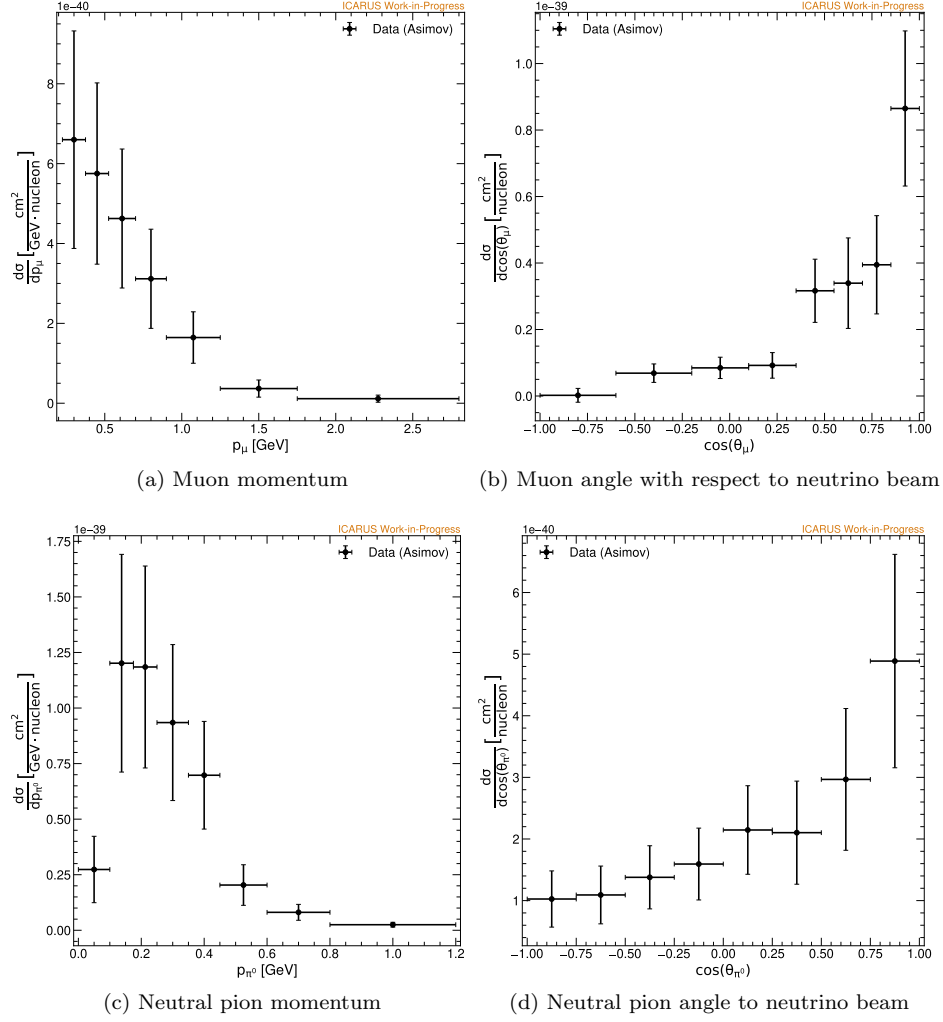 1e−40
ICARUS Work-in-Progress
Data (Asimov)
8
6
4
2
0
dσ/dpμ [cm²/GeV · nucleon]
0.5 1.0 1.5 2.0 2.5
pμ [GeV]
(a) Muon momentum
1e−39
ICARUS Work-in-Progress
Data (Asimov)
1.0
0.8
0.6
0.4
0.2
0.0
dσ/dcos(θμ) [cm²/nucleon]
−1.00 −0.75 −0.50 −0.25 0.00 0.25 0.50 0.75 1.00
cos(θμ)
(b) Muon angle with respect to neutrino beam
1e−39
ICARUS Work-in-Progress
Data (Asimov)
1.75
1.50
1.25
1.00
0.75
0.50
0.25
0.00
dσ/dpπ⁰ [cm²/GeV · nucleon]
0.0 0.2 0.4 0.6 0.8 1.0 1.2
pπ⁰ [GeV]
(c) Neutral pion momentum
1e−40
ICARUS Work-in-Progress
Data (Asimov)
6
5
4
3
2
1
dσ/dcos(θπ⁰) [cm²/nucleon]
−1.00 −0.75 −0.50 −0.25 0.00 0.25 0.50 0.75 1.00
cos(θπ⁰)
(d) Neutral pion angle to neutrino beam